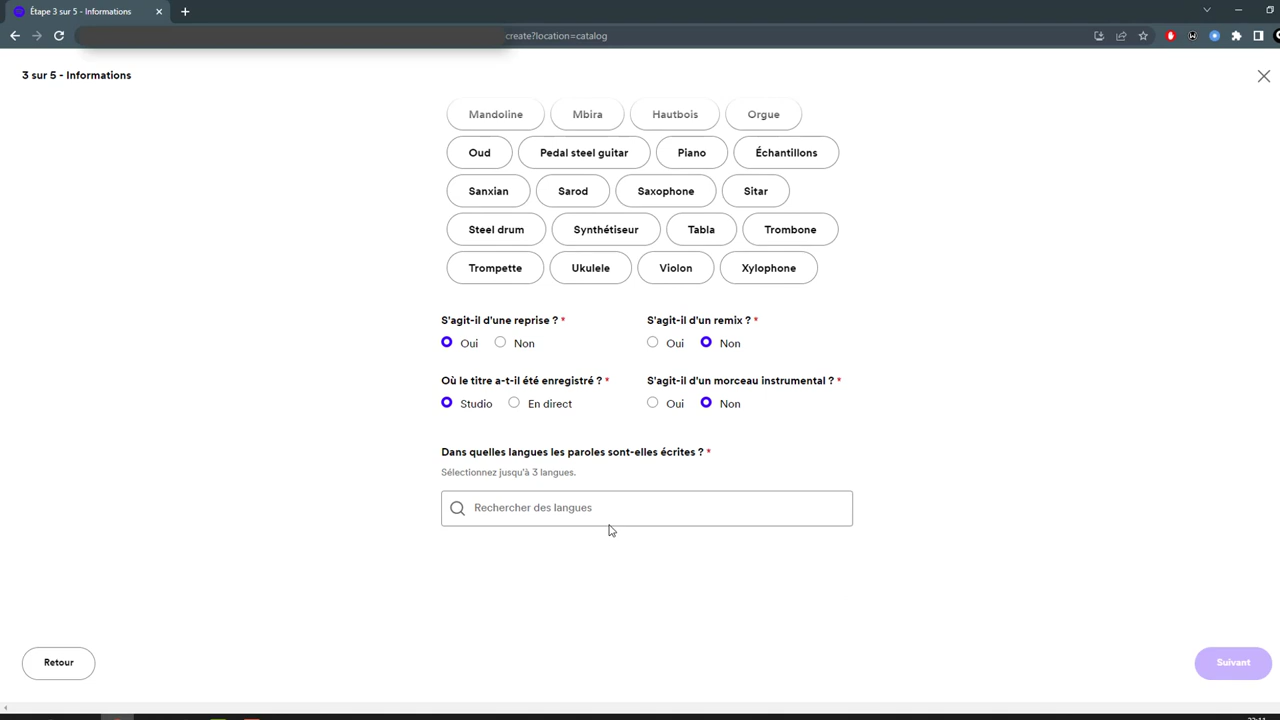 Étape 3 sur 5 - Informations
create?location=catalog
3 sur 5 - Informations
Mandoline Mbira Hautbois Orgue
Oud Pedal steel guitar Piano Échantillons
Sanxian Sarod Saxophone Sitar
Steel drum Synthétiseur Tabla Trombone
Trompette Ukulele Violon Xylophone
S'agit-il d'une reprise ? * S'agit-il d'un remix ? *
Oui Non Oui Non
Où le titre a-t-il été enregistré ? * S'agit-il d'un morceau instrumental ? *
Studio En direct Oui Non
Dans quelles langues les paroles sont-elles écrites ? *
Sélectionnez jusqu'à 3 langues.
Rechercher des langues
Retour Suivant